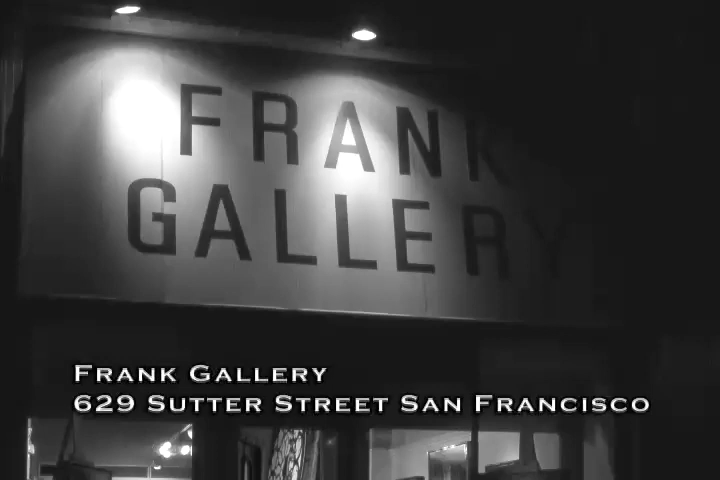 FRANK
GALLERY
FRANK GALLERY
629 SUTTER STREET SAN FRANCISCO